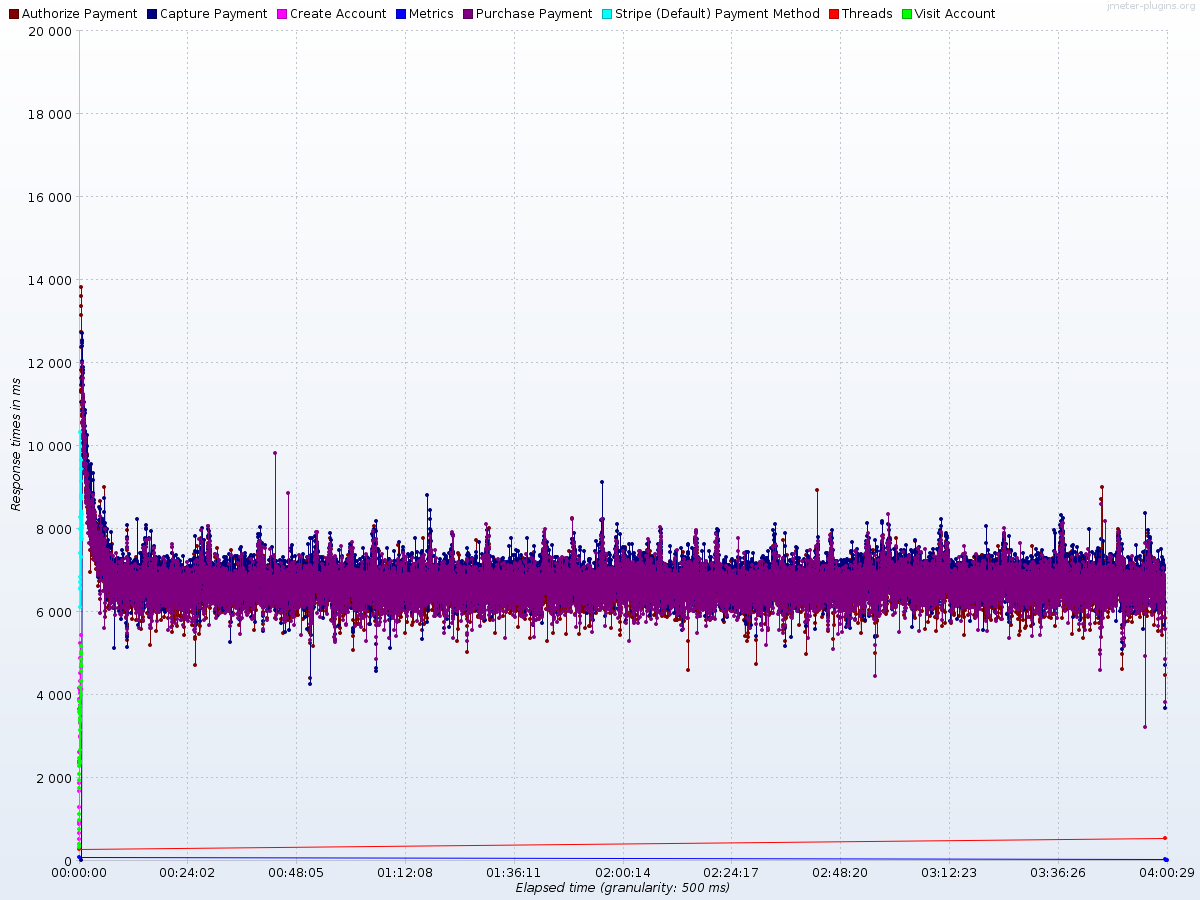 Authorize Payment Capture Payment Create Account Metrics Purchase Payment Stripe (Default) Payment Method Threads Visit Account
jmeter-plugins.org
20 000
18 000
16 000
14 000
12 000
10 000
8 000
6 000
4 000
2 000
0
Response times in ms
00:00:00 00:24:02 00:48:05 01:12:08 01:36:11 02:00:14 02:24:17 02:48:20 03:12:23 03:36:26 04:00:29
Elapsed time (granularity: 500 ms)